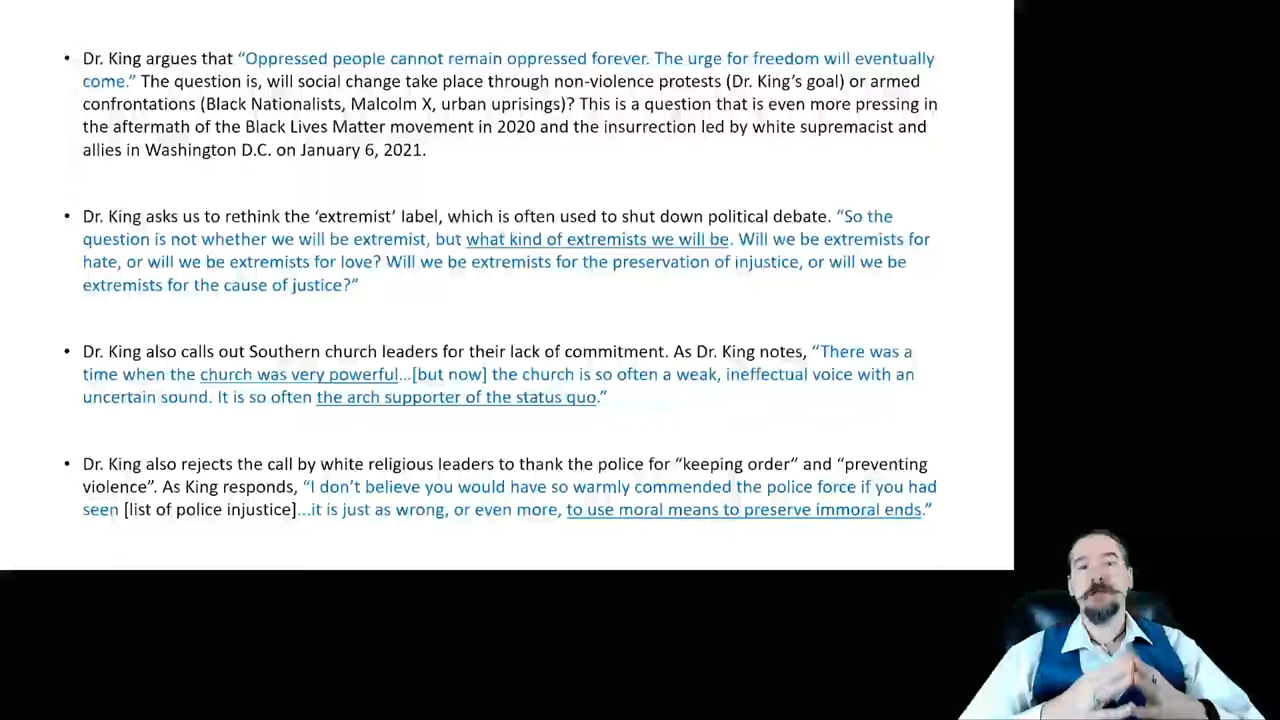 • Dr. King argues that “Oppressed people cannot remain oppressed forever. The urge for freedom will eventually
come.” The question is, will social change take place through non-violence protests (Dr. King’s goal) or armed
confrontations (Black Nationalists, Malcolm X, urban uprisings)? This is a question that is even more pressing in
the aftermath of the Black Lives Matter movement in 2020 and the insurrection led by white supremacist and
allies in Washington D.C. on January 6, 2021.
• Dr. King asks us to rethink the ‘extremist’ label, which is often used to shut down political debate. “So the
question is not whether we will be extremist, but what kind of extremists we will be. Will we be extremists for
hate, or will we be extremists for love? Will we be extremists for the preservation of injustice, or will we be
extremists for the cause of justice?”
• Dr. King also calls out Southern church leaders for their lack of commitment. As Dr. King notes, “There was a
time when the church was very powerful…[but now] the church is so often a weak, ineffectual voice with an
uncertain sound. It is so often the arch supporter of the status quo.”
• Dr. King also rejects the call by white religious leaders to thank the police for “keeping order” and “preventing
violence”. As King responds, “I don’t believe you would have so warmly commended the police force if you had
seen [list of police injustice]…it is just as wrong, or even more, to use moral means to preserve immoral ends.”